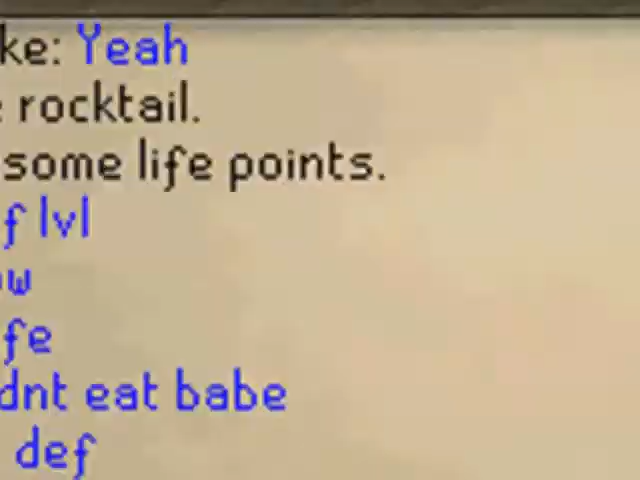 ke: Yeah
rocktail.
some life points.
f lvl
w
fe
dnt eat babe
def